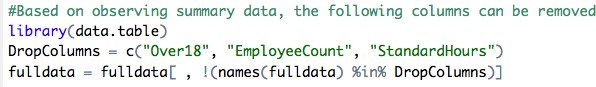 #Based on observing summary data, the following columns can be removed
library(data.table)
DropColumns = c("Over18", "EmployeeCount", "StandardHours")
fulldata = fulldata[ , !(names(fulldata) %in% DropColumns)]